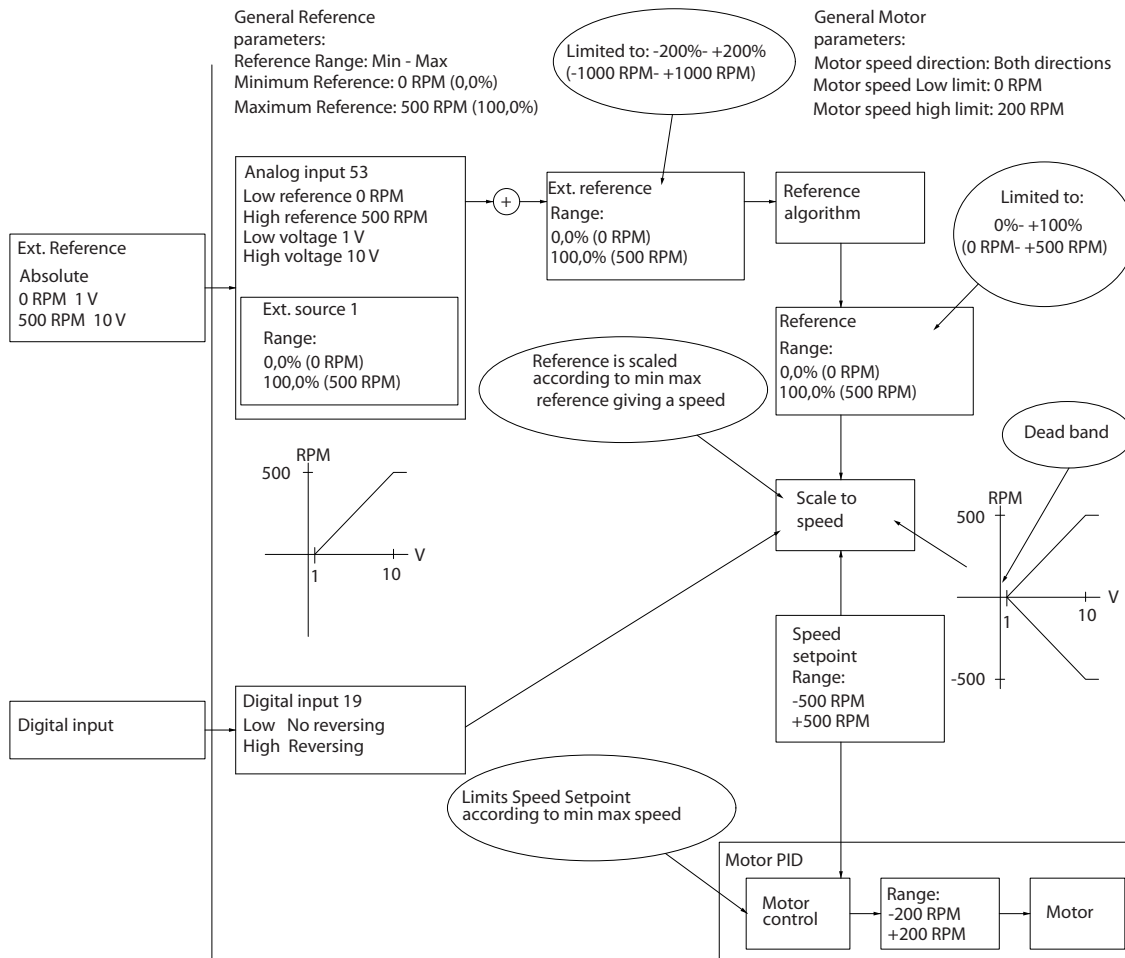 General Reference
parameters:
Reference Range: Min - Max
Minimum Reference: 0 RPM (0,0%)
Maximum Reference: 500 RPM (100,0%)
Limited to: -200%- +200%
(-1000 RPM- +1000 RPM)
General Motor
parameters:
Motor speed direction: Both directions
Motor speed Low limit: 0 RPM
Motor speed high limit: 200 RPM
Ext. Reference
Absolute
0 RPM 1 V
500 RPM 10 V
Analog input 53
Low reference 0 RPM
High reference 500 RPM
Low voltage 1 V
High voltage 10 V
Ext. source 1
Range:
0,0% (0 RPM)
100,0% (500 RPM)
+
Ext. reference
Range:
0,0% (0 RPM)
100,0% (500 RPM)
Reference
algorithm
Limited to:
0%- +100%
(0 RPM- +500 RPM)
Reference
Range:
0,0% (0 RPM)
100,0% (500 RPM)
Reference is scaled
according to min max
reference giving a speed
Dead band
RPM
500
1
10
V
Scale to
speed
RPM
500
1
10
V
-500
Speed
setpoint
Range:
-500 RPM
+500 RPM
Digital input
Digital input 19
Low No reversing
High Reversing
Limits Speed Setpoint
according to min max speed
Motor PID
Motor
control
Range:
-200 RPM
+200 RPM
Motor